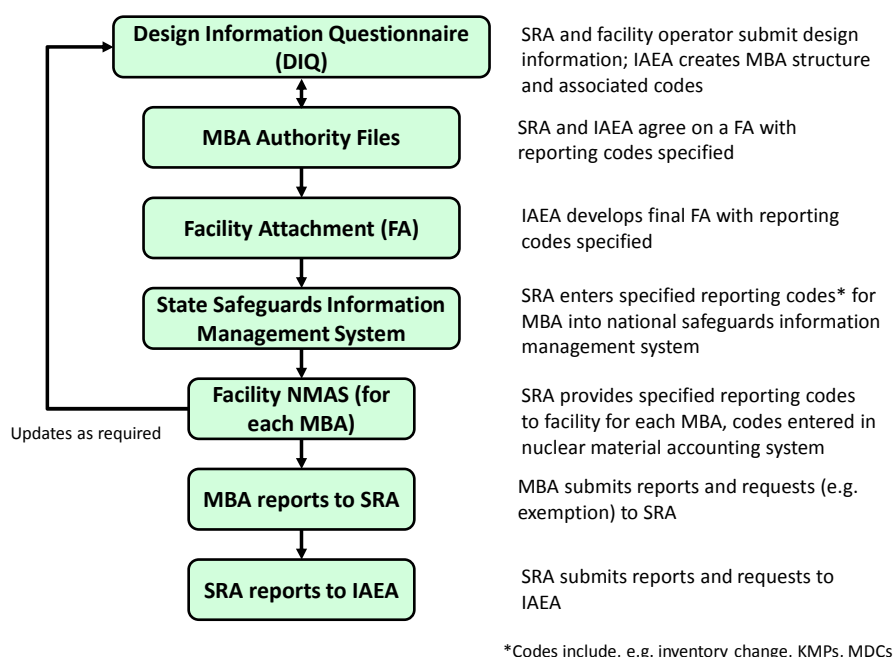 Design Information Questionnaire
(DIQ)
SRA and facility operator submit design
information; IAEA creates MBA structure
and associated codes
MBA Authority Files
SRA and IAEA agree on a FA with
reporting codes specified
Facility Attachment (FA)
IAEA develops final FA with reporting
codes specified
State Safeguards Information
Management System
SRA enters specified reporting codes* for
MBA into national safeguards information
management system
Facility NMAS (for
each MBA)
SRA provides specified reporting codes
to facility for each MBA, codes entered in
nuclear material accounting system
Updates as required
MBA reports to SRA
MBA submits reports and requests (e.g.
exemption) to SRA
SRA reports to IAEA
SRA submits reports and requests to
IAEA
*Codes include, e.g. inventory change, KMPs, MDCs